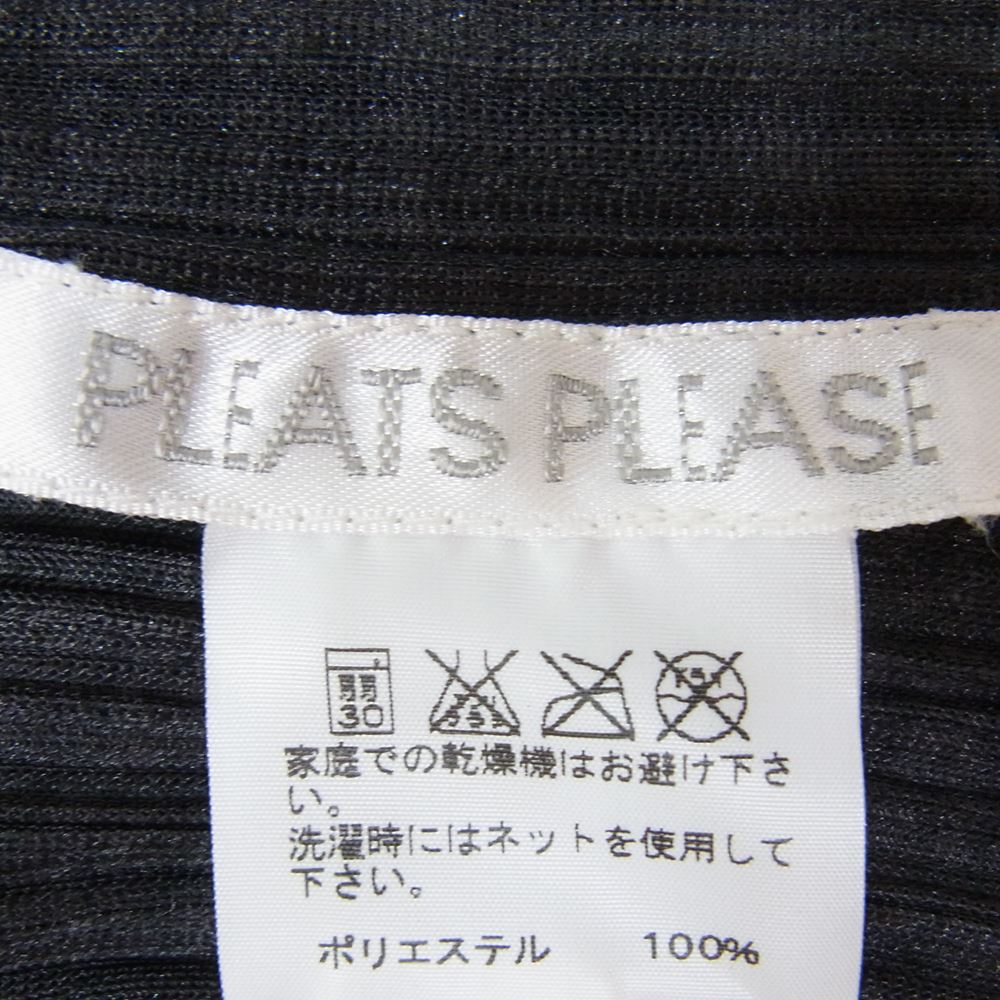 PLEATS PLEASE
弱
30
家庭での乾燥機はお避け下さ
い。
洗濯時にはネットを使用して
下さい。
ポリエステル 100%